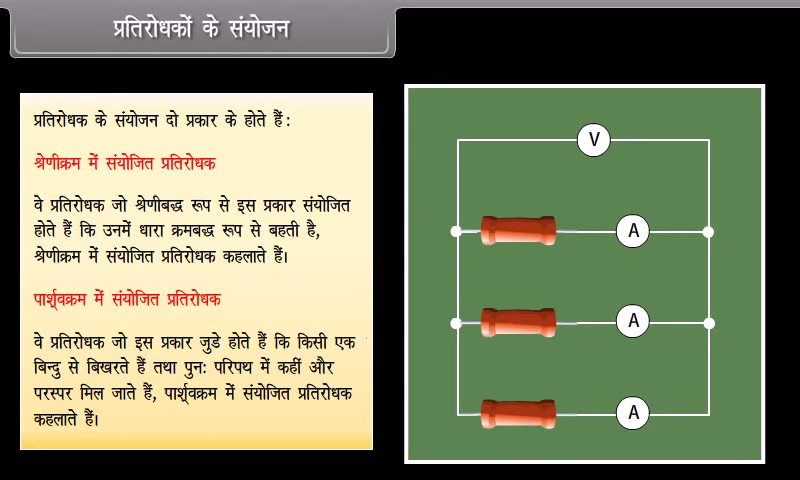 प्रतिरोधकों के संयोजन
प्रतिरोधक के संयोजन दो प्रकार के होते हैं :
श्रेणीक्रम में संयोजित प्रतिरोधक
वे प्रतिरोधक जो श्रेणीबद्ध रूप से इस प्रकार संयोजित
होते हैं कि उनमें धारा क्रमबद्ध रूप से बहती है,
श्रेणीक्रम में संयोजित प्रतिरोधक कहलाते हैं।
पार्श्वक्रम में संयोजित प्रतिरोधक
वे प्रतिरोधक जो इस प्रकार जुडे होते हैं कि किसी एक
बिन्दु से बिखरते हैं तथा पुनः परिपथ में कहीं और
परस्पर मिल जाते हैं, पार्श्वक्रम में संयोजित प्रतिरोधक
कहलाते हैं।
V
A
A
A